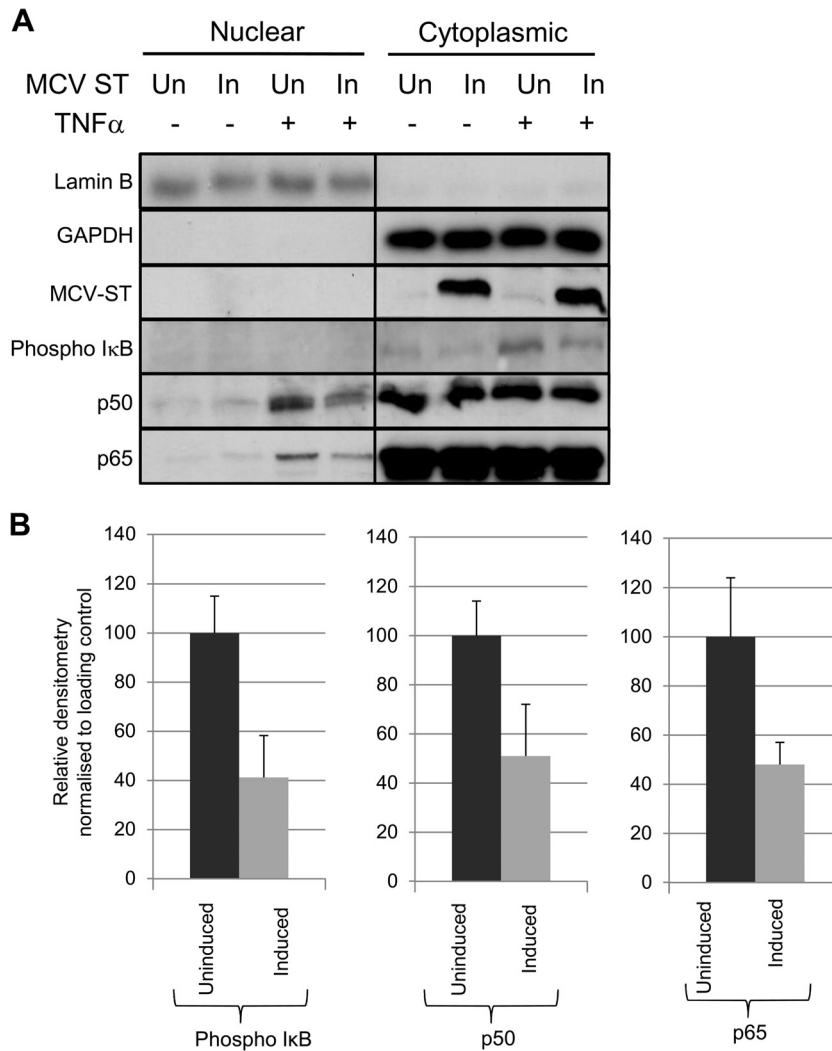 A
Nuclear Cytoplasmic
MCV ST Un In Un In Un In Un In
TNFα - - + + - - + +
Lamin B
GAPDH
MCV-ST
Phospho IκB
p50
p65
B
Relative densitometry
normalised to loading control
140
120
100
80
60
40
20
0
Uninduced
Induced
Phospho IκB
140
120
100
80
60
40
20
0
Uninduced
Induced
p50
140
120
100
80
60
40
20
0
Uninduced
Induced
p65